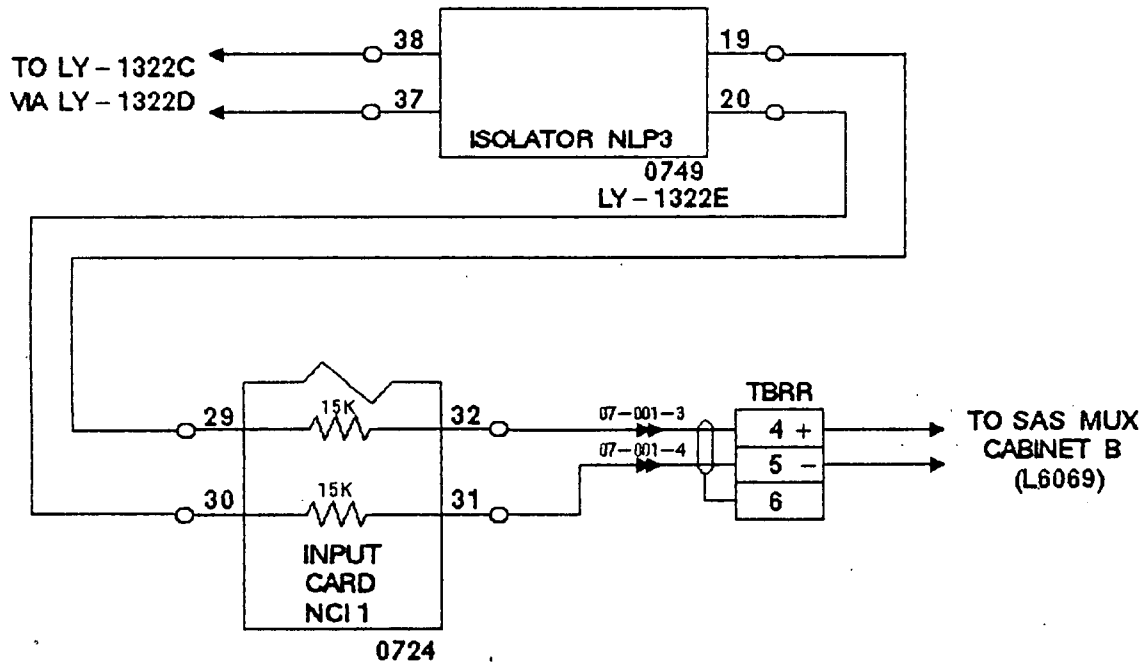 38
19
TO LY-1322C
VIA LY-1322D
37
20
ISOLATOR NLP3
0749
LY-1322E
29
15K
32
07-001-3
TBRR
4 +
TO SAS MUX
CABINET B
(L6069)
07-001-4
5 -
6
30
15K
31
INPUT
CARD
NCI 1
0724